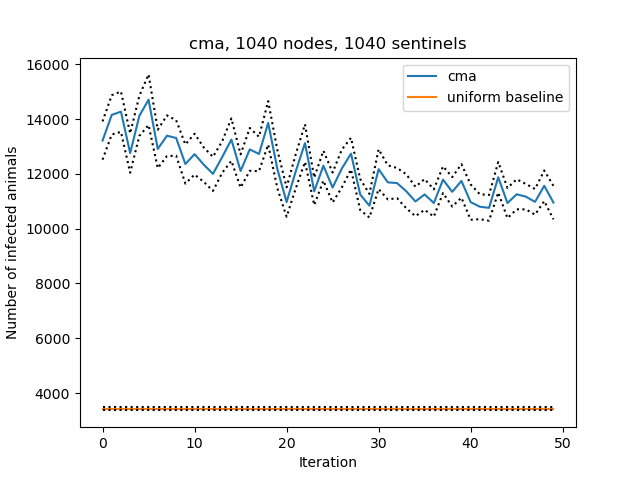 cma, 1040 nodes, 1040 sentinels
16000
14000
12000
10000
8000
6000
4000
Number of infected animals
cma
uniform baseline
0
10
20
30
40
50
Iteration